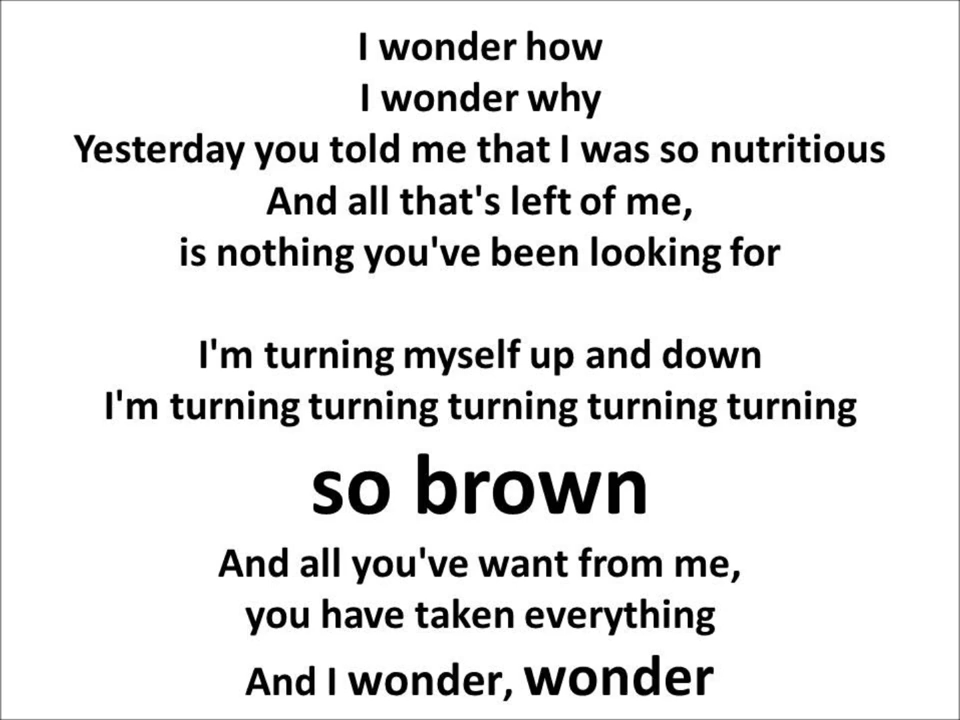 I wonder how
I wonder why
Yesterday you told me that I was so nutritious
And all that's left of me,
is nothing you've been looking for
I'm turning myself up and down
I'm turning turning turning turning turning
so brown
And all you've want from me,
you have taken everything
And I wonder, wonder